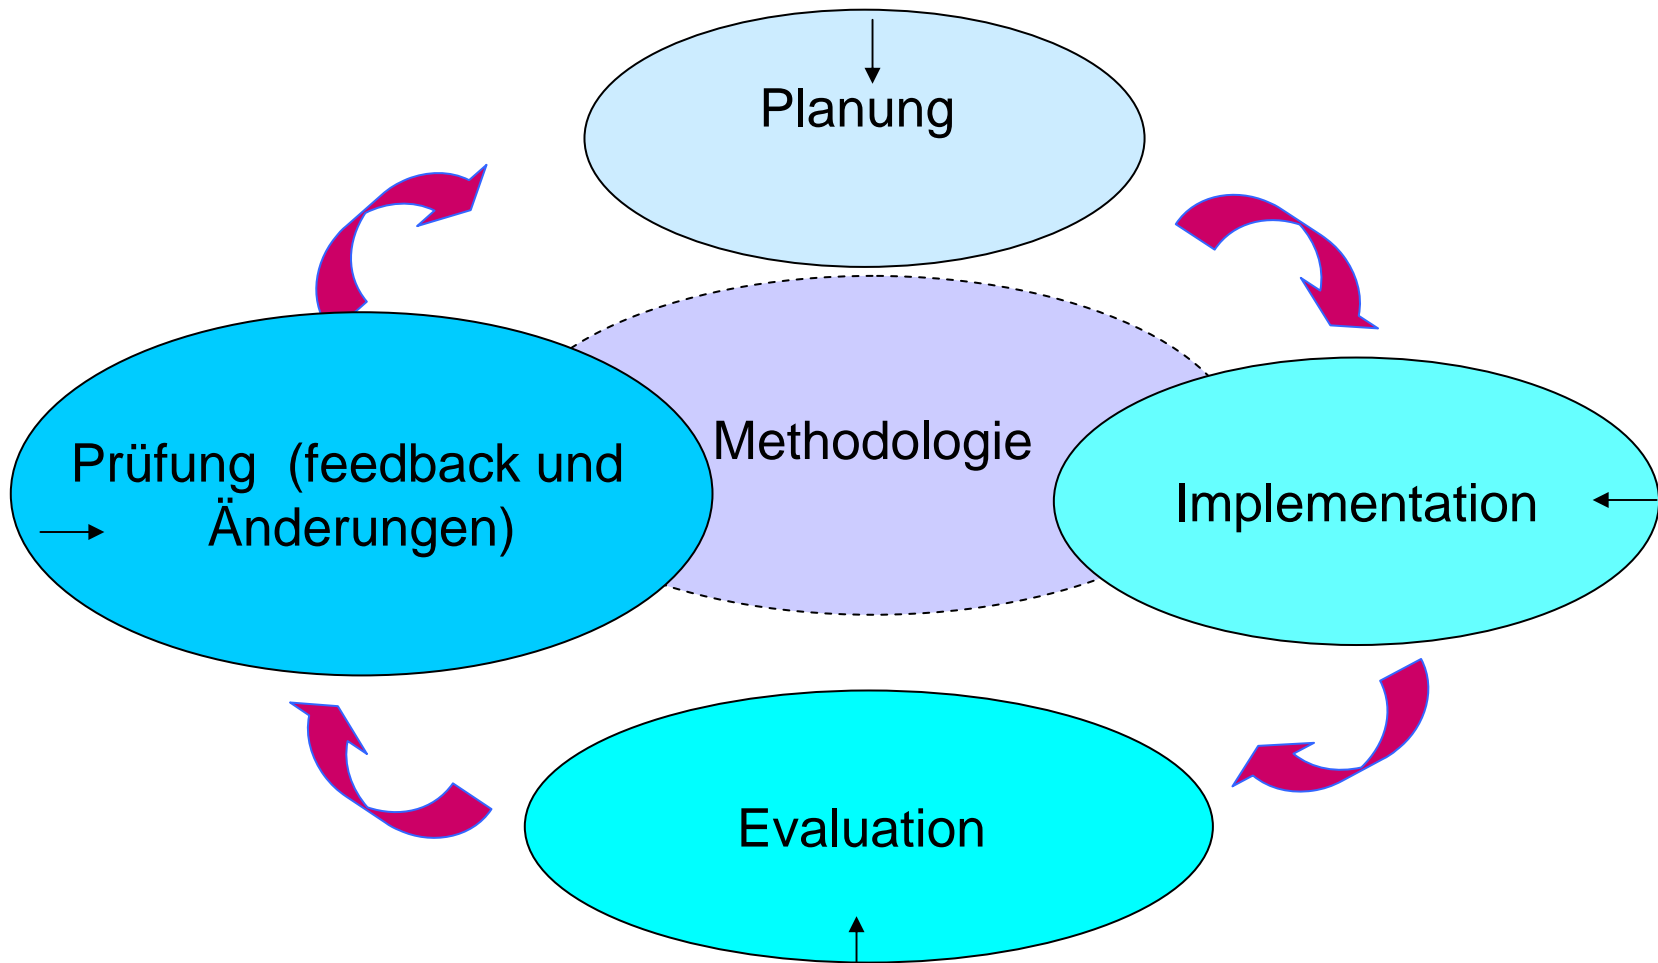 Planung
Methodologie
Prüfung (feedback und
Änderungen)
Implementation
Evaluation